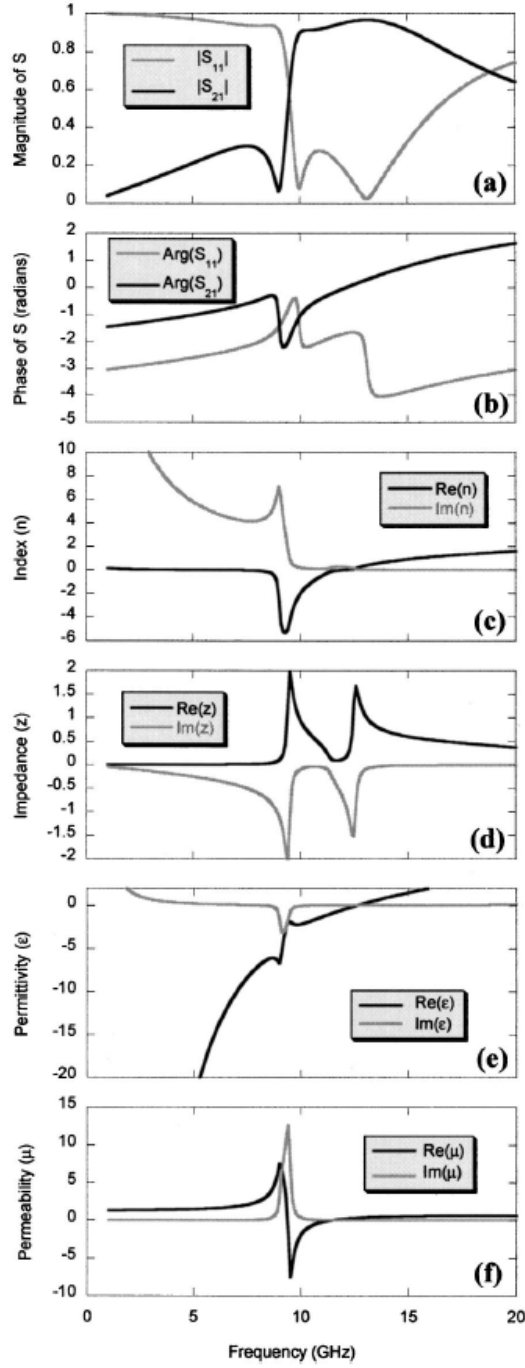 Magnitude of S
1
0.8
0.6
0.4
0.2
0
|S11|
|S21|
(a)
Phase of S (radians)
2
1
0
-1
-2
-3
-4
-5
Arg(S11)
Arg(S21)
(b)
Index (n)
10
8
6
4
2
0
-2
-4
-6
Re(n)
Im(n)
(c)
Impedance (z)
2
1.5
1
0.5
0
-0.5
-1
-1.5
-2
Re(z)
Im(z)
(d)
Permittivity (ε)
0
-5
-10
-15
-20
Re(ε)
Im(ε)
(e)
Permeability (μ)
15
10
5
0
-5
-10
Re(μ)
Im(μ)
(f)
0 5 10 15 20
Frequency (GHz)